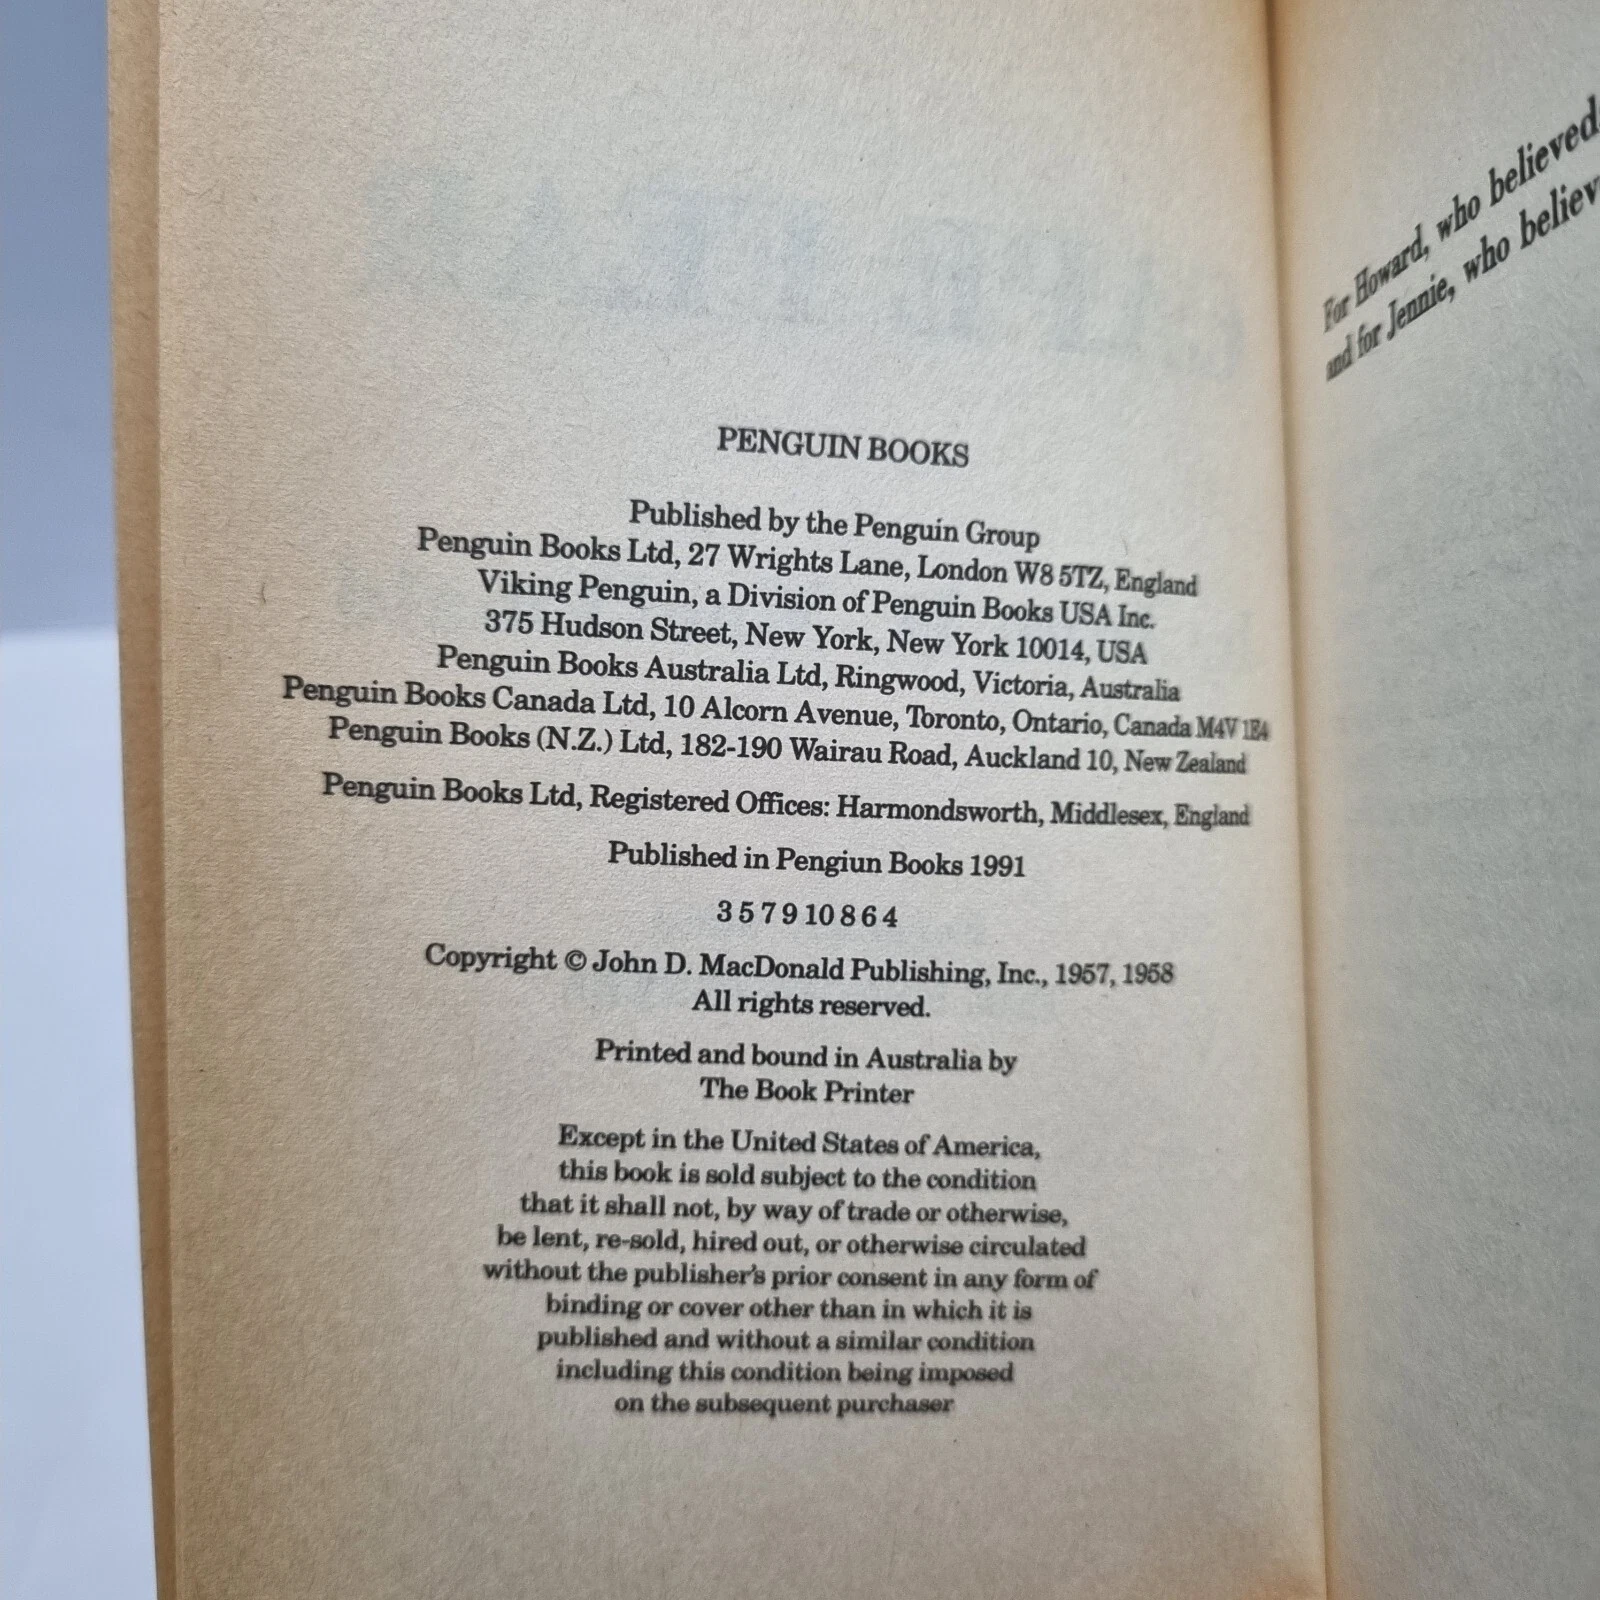 PENGUIN BOOKS
Published by the Penguin Group
Penguin Books Ltd, 27 Wrights Lane, London W8 5TZ, England
Viking Penguin, a Division of Penguin Books USA Inc.
375 Hudson Street, New York, New York 10014, USA
Penguin Books Australia Ltd, Ringwood, Victoria, Australia
Penguin Books Canada Ltd, 10 Alcorn Avenue, Toronto, Ontario, Canada M4V 1E4
Penguin Books (N.Z.) Ltd, 182-190 Wairau Road, Auckland 10, New Zealand
Penguin Books Ltd, Registered Offices: Harmondsworth, Middlesex, England
Published in Pengiun Books 1991
3 5 7 9 10 8 6 4
Copyright © John D. MacDonald Publishing, Inc., 1957, 1958
All rights reserved.
Printed and bound in Australia by
The Book Printer
Except in the United States of America,
this book is sold subject to the condition
that it shall not, by way of trade or otherwise,
be lent, re-sold, hired out, or otherwise circulated
without the publisher's prior consent in any form of
binding or cover other than in which it is
published and without a similar condition
including this condition being imposed
on the subsequent purchaser
For Howard, who believed
and for Jennie, who believ